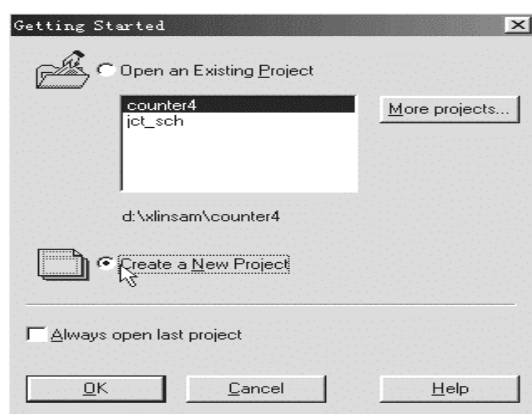 Getting Started
Open an Existing Project
counter4
jct_sch
More projects...
d:\xlinsam\counter4
Create a New Project
Always open last project
OK
Cancel
Help